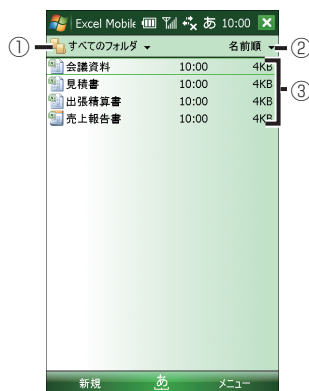 Excel Mobile あ 10:00
① すべてのフォルダ 名前順 ②
会議資料 10:00 4KB
見積書 10:00 4KB ③
出張精算書 10:00 4KB
売上報告書 10:00 4KB
新規 あ メニュー